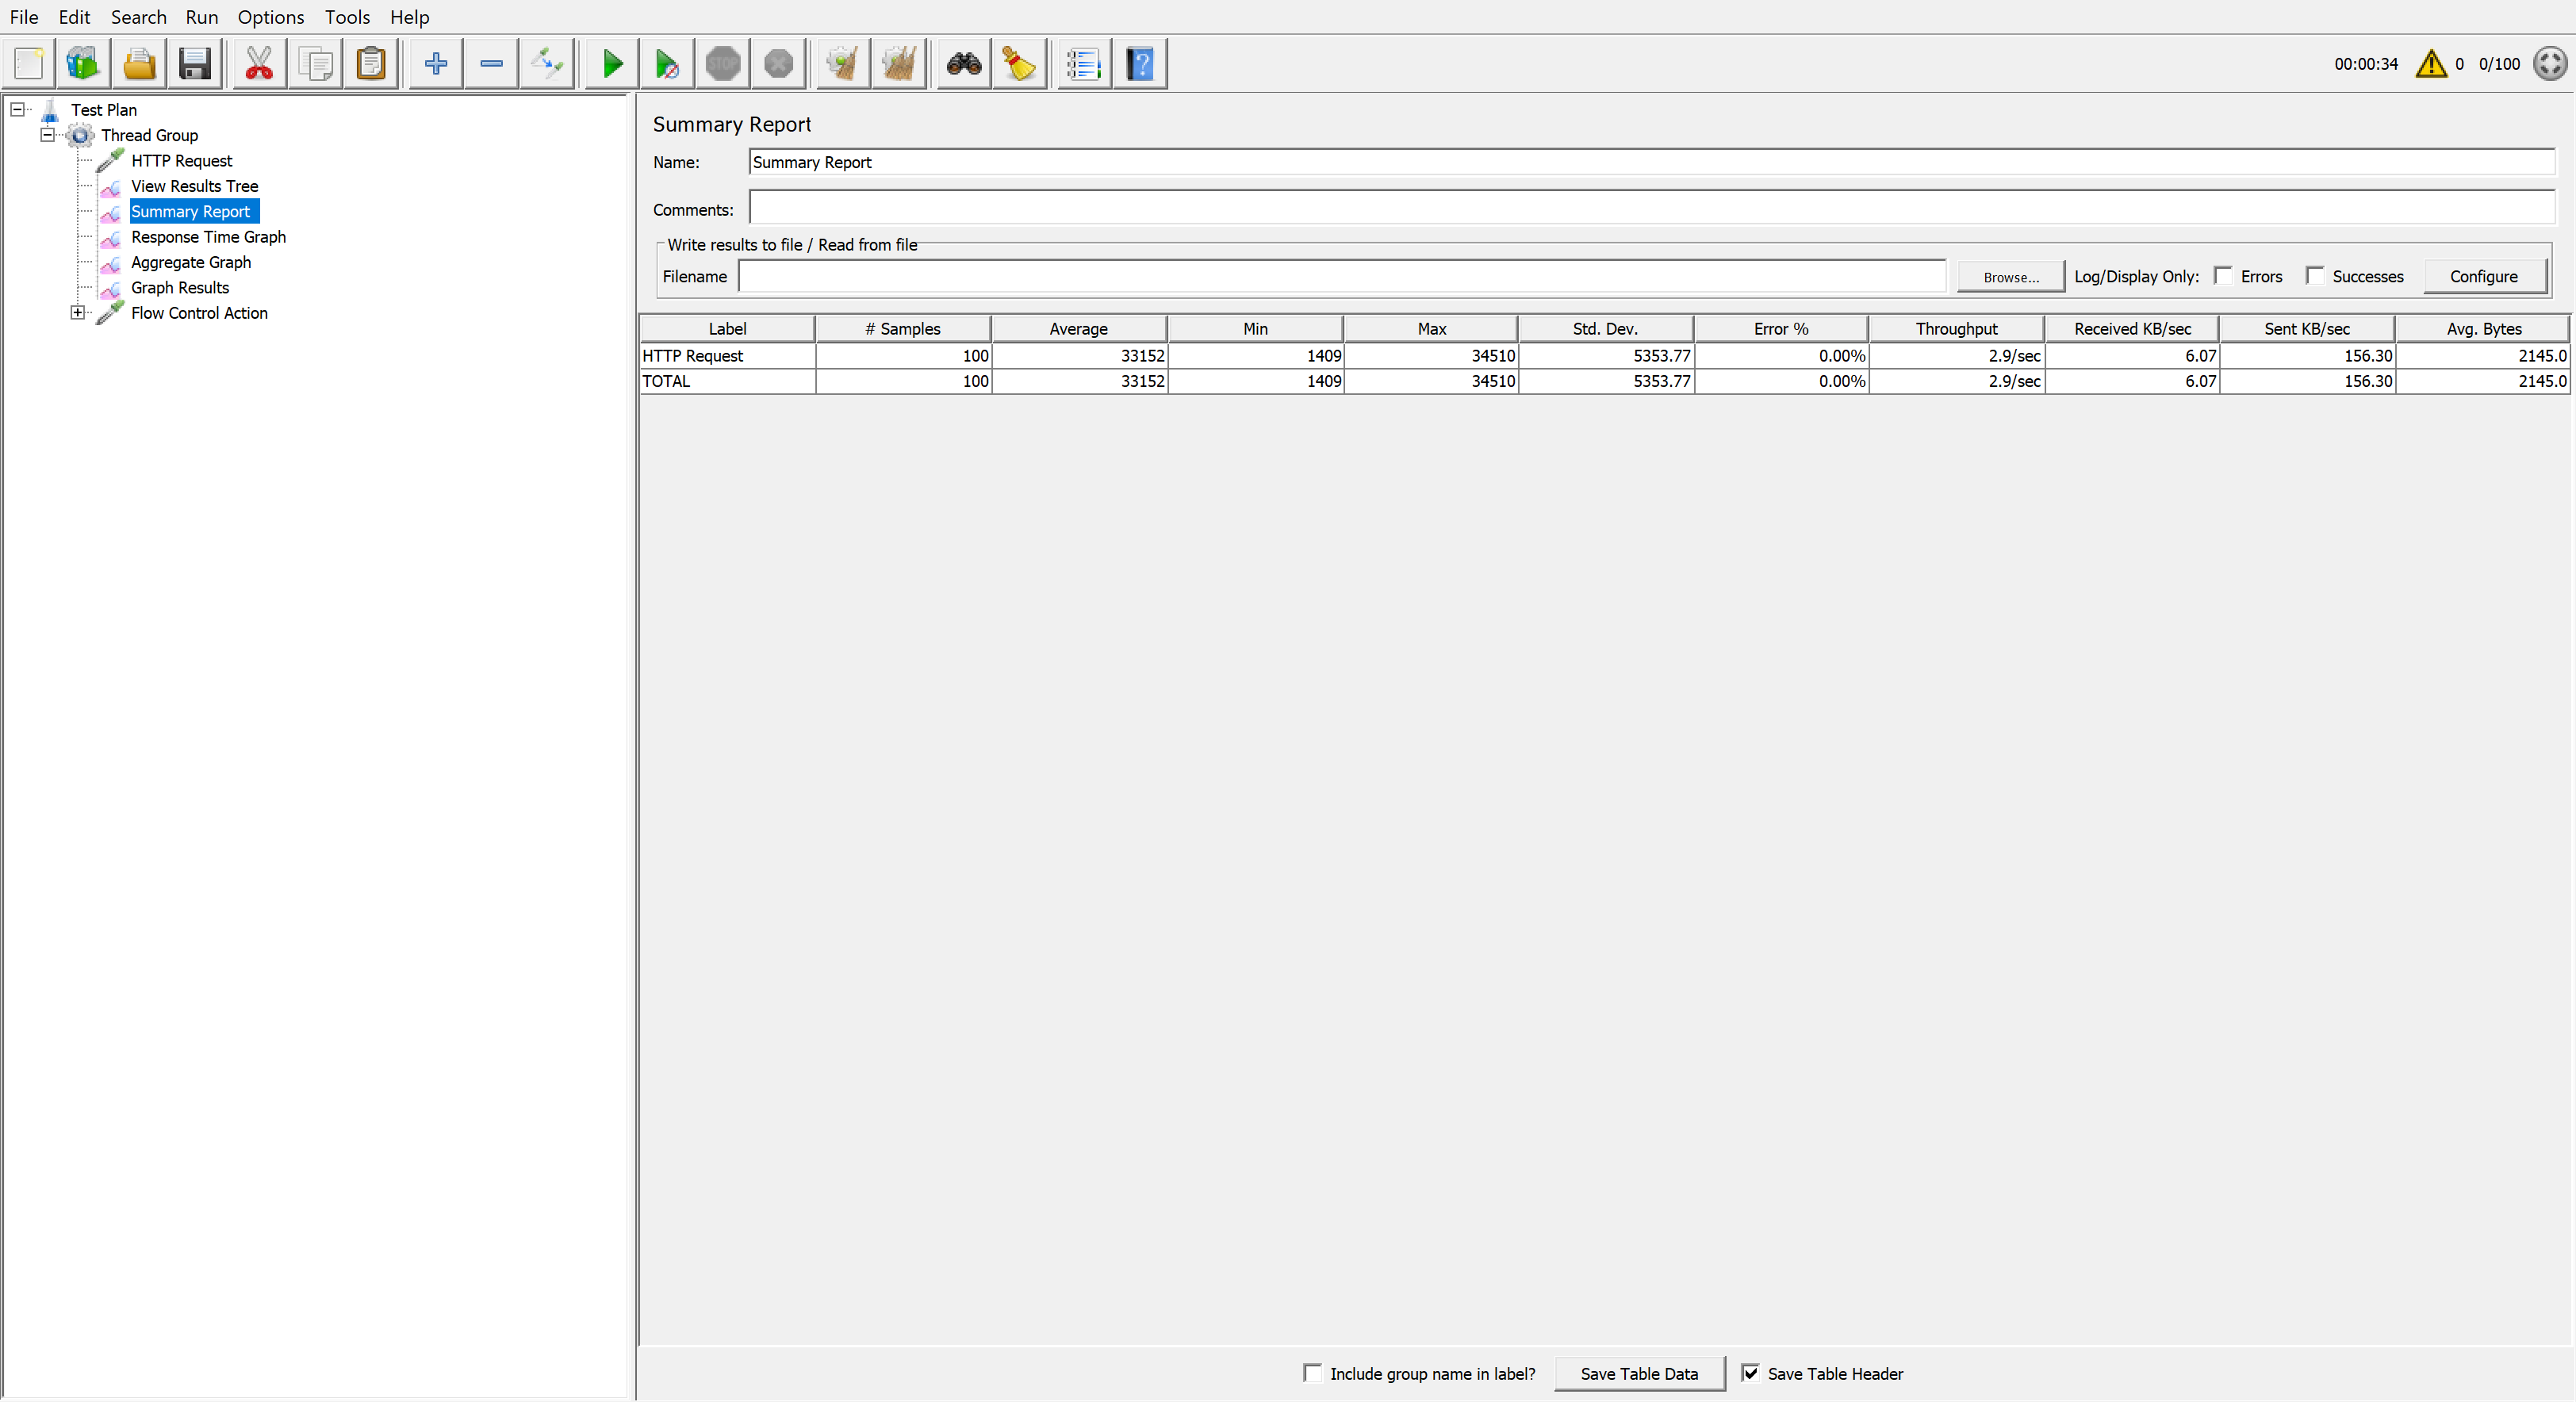 File Edit Search Run Options Tools Help
STOP
00:00:34 0 0/100
Test Plan
Thread Group
HTTP Request
View Results Tree
Summary Report
Response Time Graph
Aggregate Graph
Graph Results
Flow Control Action
Summary Report
Name: Summary Report
Comments:
Write results to file / Read from file
Filename Browse... Log/Display Only: Errors Successes Configure
Label # Samples Average Min Max Std. Dev. Error % Throughput Received KB/sec Sent KB/sec Avg. Bytes
HTTP Request 100 33152 1409 34510 5353.77 0.00% 2.9/sec 6.07 156.30 2145.0
TOTAL 100 33152 1409 34510 5353.77 0.00% 2.9/sec 6.07 156.30 2145.0
Include group name in label? Save Table Data Save Table Header